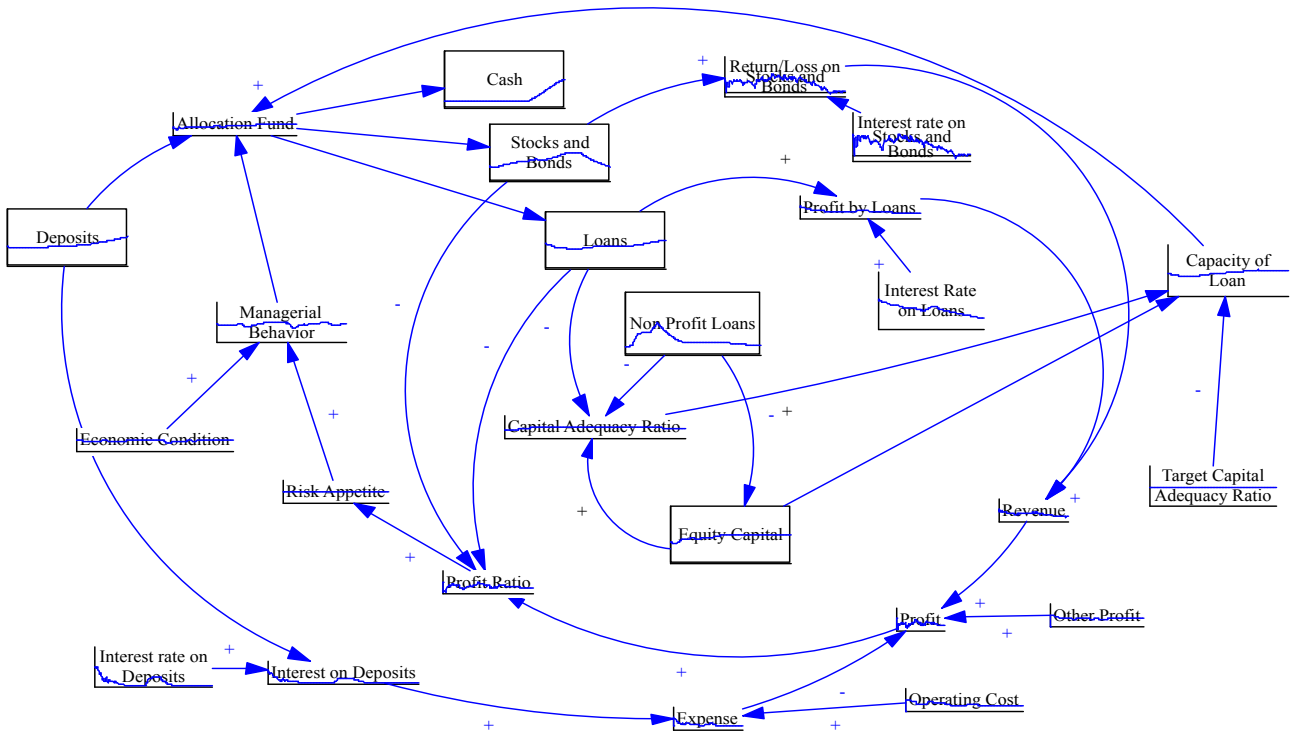 +
Cash
+
Return/Loss on
Stocks and
Bonds
Allocation Fund
Interest rate on
Stocks and
Bonds
Stocks and
Bonds
+
Profit by Loans
Deposits
Loans
+
Capacity of
Loan
Interest Rate
on Loans
Managerial
Behavior
-
Non Profit Loans
-
-
-
+
-
+
- +
Economic Condition
Capital Adequacy Ratio
Target Capital
Adequacy Ratio
Risk Appetite
+
+
Revenue
Equity Capital
+
Profit Ratio
+
+
Profit
Other Profit
+
Interest rate on
Deposits
Interest on Deposits
+
-
Operating Cost
Expense
+
+